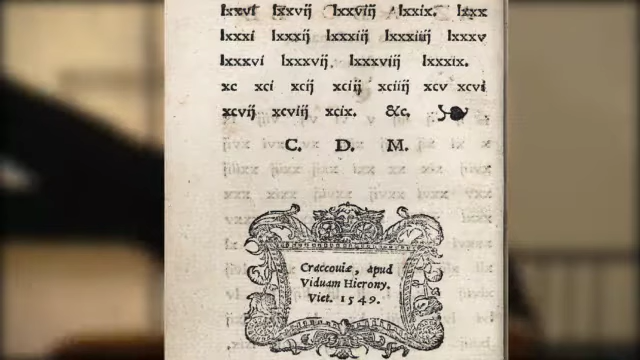 lxxvi lxxvij lxxviij lxxix. lxxx
lxxxi lxxxij lxxxiij lxxxiiij lxxxv
lxxxvi lxxxvij. lxxxviij lxxxix.
xc xci xcij xciij xciiij xcv xcvi
xcvij xcviij xcix. &c.
C. D. M.
Craccouiæ, apud
Viduam Hierony.
Viet. 1549.